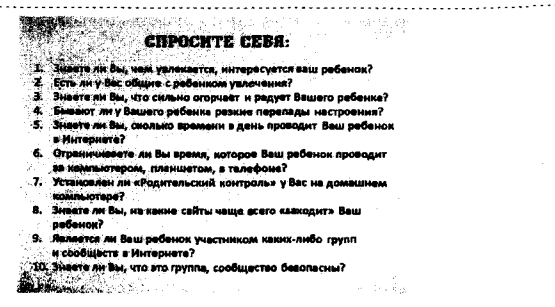 СПРОСИТЕ СЕБЯ:
1. Знаете ли Вы, чем увлекается, интересуется ваш ребенок?
2. Есть ли у Вас общие с ребенком увлечения?
3. Знаете ли Вы, что сильно огорчает и радует Вашего ребенка?
4. Бывают ли у Вашего ребенка резкие перепады настроения?
5. Знаете ли Вы, сколько времени в день проводит Ваш ребенок
в Интернете?
6. Ограничиваете ли Вы время, которое Ваш ребенок проводит
за компьютером, планшетом, в телефоне?
7. Установлен ли «Родительский контроль» у Вас на домашнем
компьютере?
8. Знаете ли Вы, на какие сайты чаще всего «заходит» Ваш
ребенок?
9. Является ли Ваш ребенок участником каких-либо групп
и сообществ в Интернете?
10. Знаете ли Вы, что это группа, сообщество безопасны?